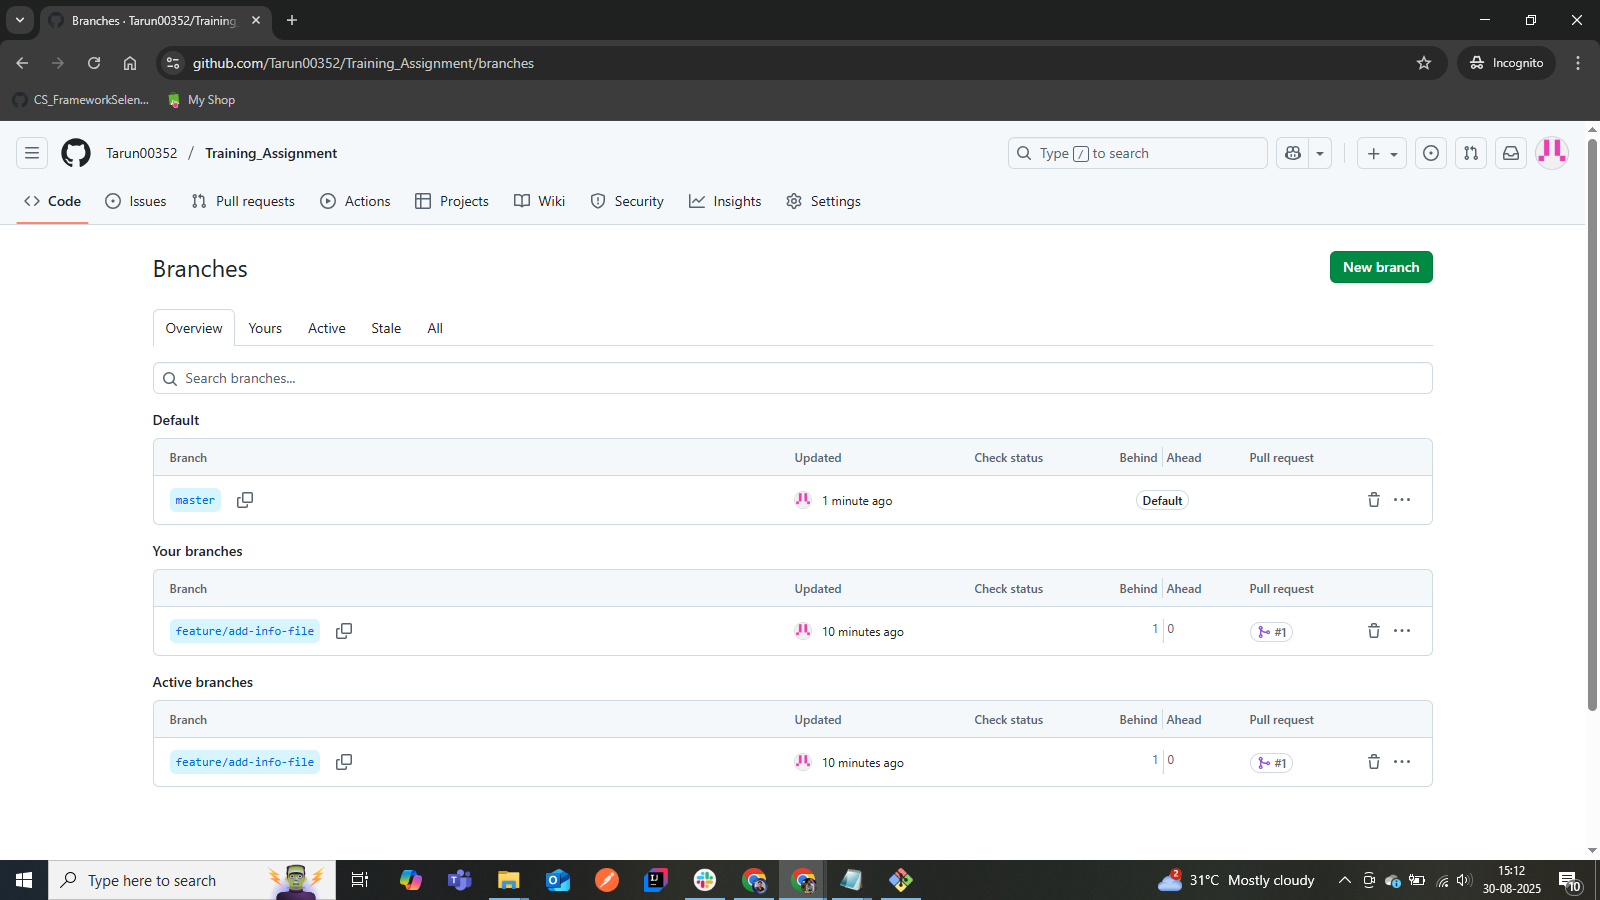 Branches · Tarun00352/Training_
github.com/Tarun00352/Training_Assignment/branches
Incognito
CS_FrameworkSelen...
My Shop
Tarun00352 / Training_Assignment
Type / to search
Code
Issues
Pull requests
Actions
Projects
Wiki
Security
Insights
Settings
Branches
New branch
Overview
Yours
Active
Stale
All
Search branches...
Default
Branch Updated Check status Behind Ahead Pull request
master 1 minute ago Default
Your branches
Branch Updated Check status Behind Ahead Pull request
feature/add-info-file 10 minutes ago 1 0 #1
Active branches
Branch Updated Check status Behind Ahead Pull request
feature/add-info-file 10 minutes ago 1 0 #1
Type here to search
2
31°C Mostly cloudy
15:12
30-08-2025
10